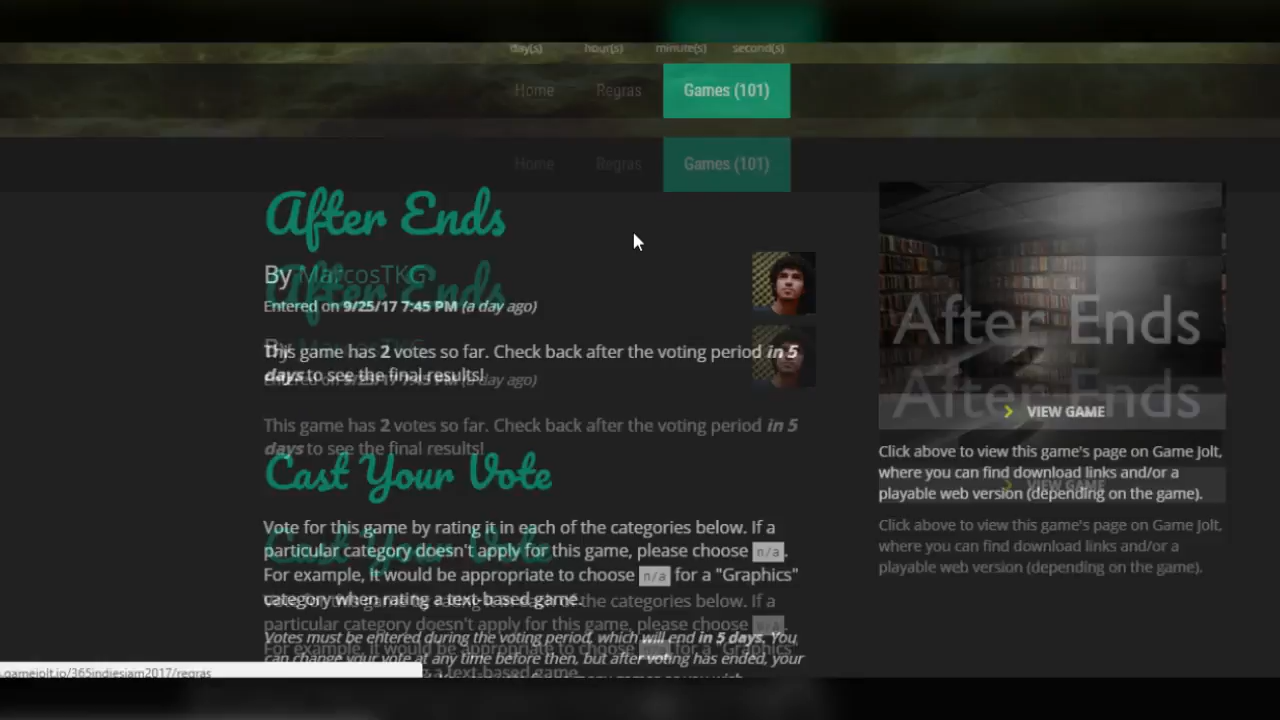 day(s) hour(s) minute(s) second(s)
Home Regras Games (101)
Home Regras Games (101)
After Ends
By MarcosTKG
After Ends
Entered on 9/25/17 7:45 PM (a day ago)
By
This game has 2 votes so far. Check back after the voting period in 5
days to see the final results!
This game has 2 votes so far. Check back after the voting period in 5
days to see the final results!
Cast Your Vote
Vote for this game by rating it in each of the categories below. If a
particular category doesn't apply for this game, please choose n/a.
Cast Your Vote
For example, it would be appropriate to choose n/a for a "Graphics"
category when rating a text-based game.
Votes must be entered during the voting period, which will end in 5 days. You
can change your vote at any time before then, but after voting has ended, your
After Ends
After Ends
VIEW GAME
Click above to view this game's page on Game Jolt,
where you can find download links and/or a
playable web version (depending on the game).
VIEW GAME
Click above to view this game's page on Game Jolt,
where you can find download links and/or a
playable web version (depending on the game).
.gamejolt.io/365indiesjam2017/regras